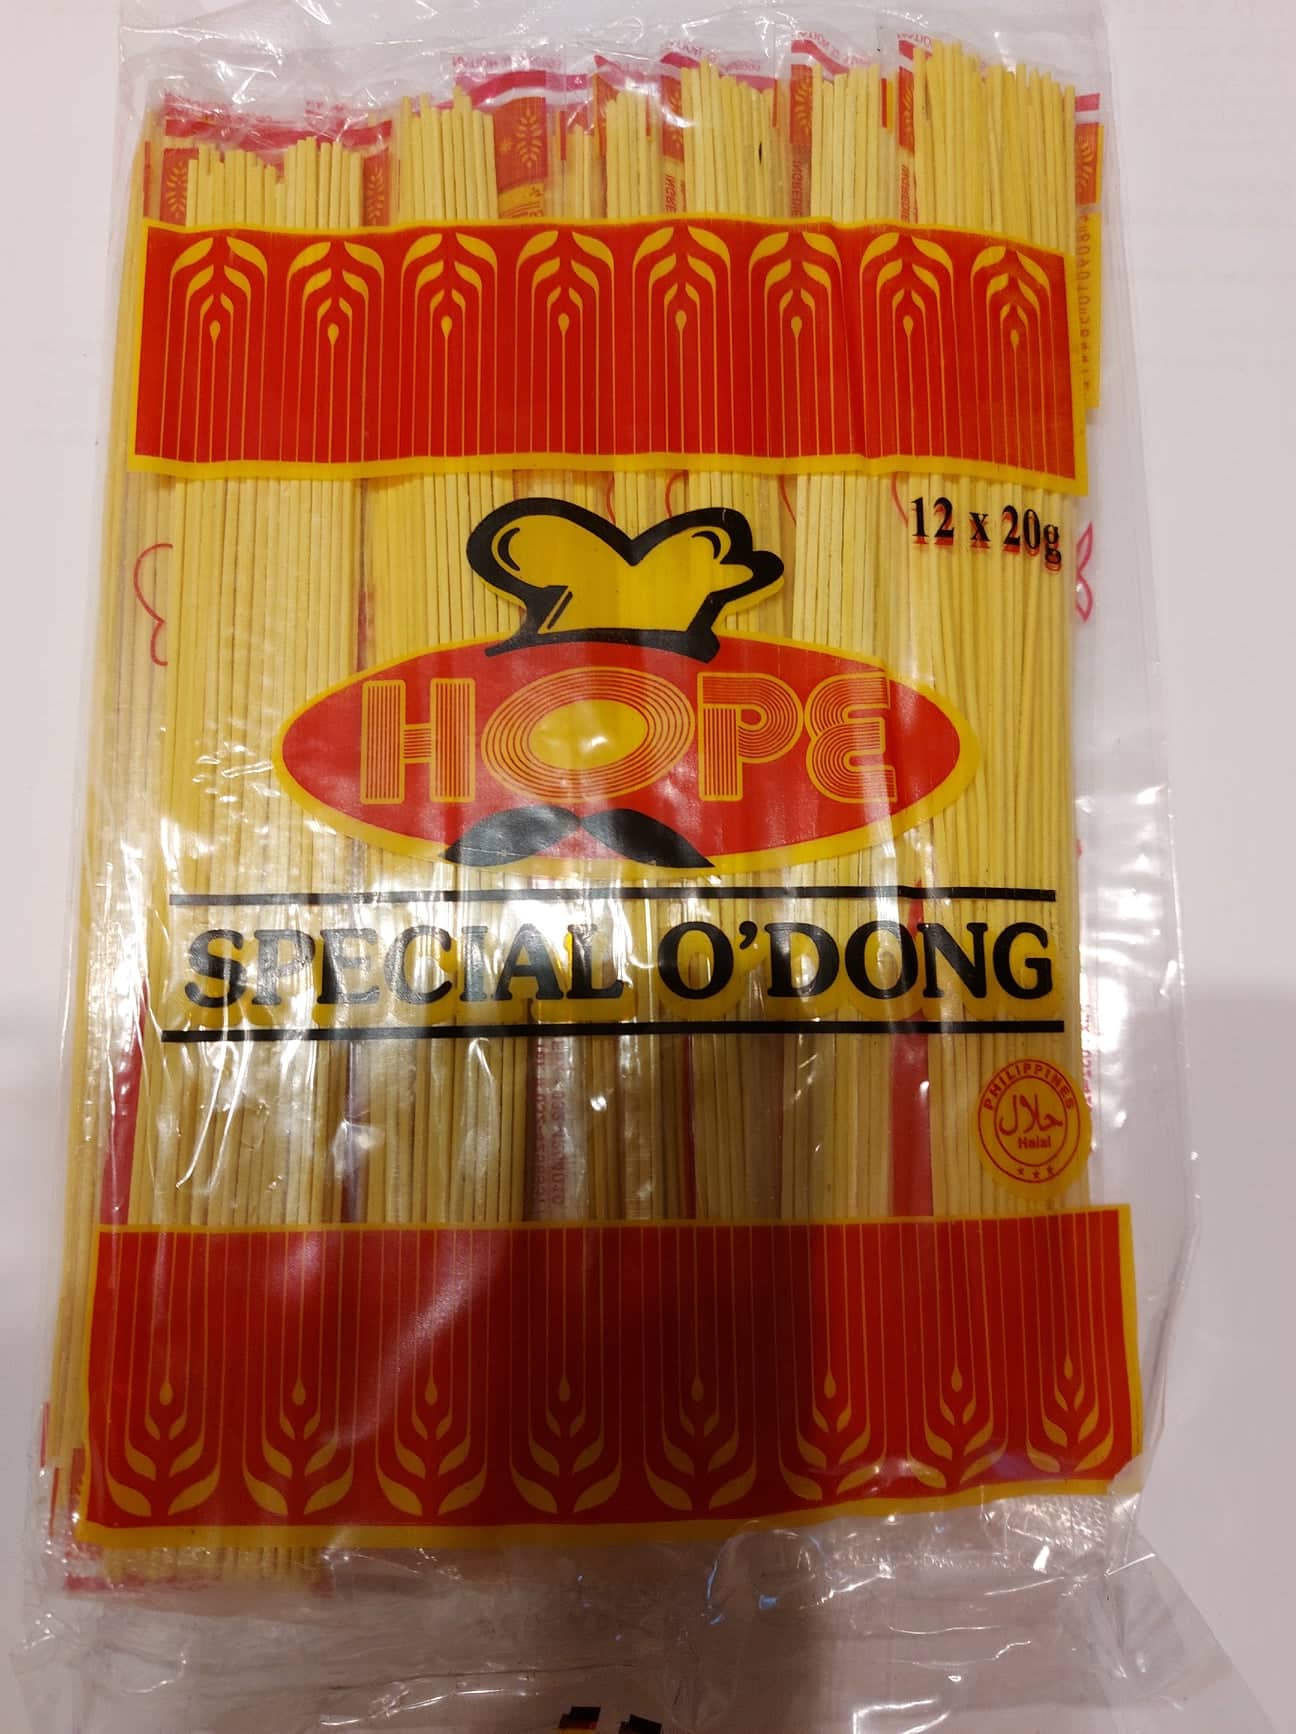 12 x 20g
HOPE
SPECIAL O'DONG
PHILIPPINES
حلال
Halal